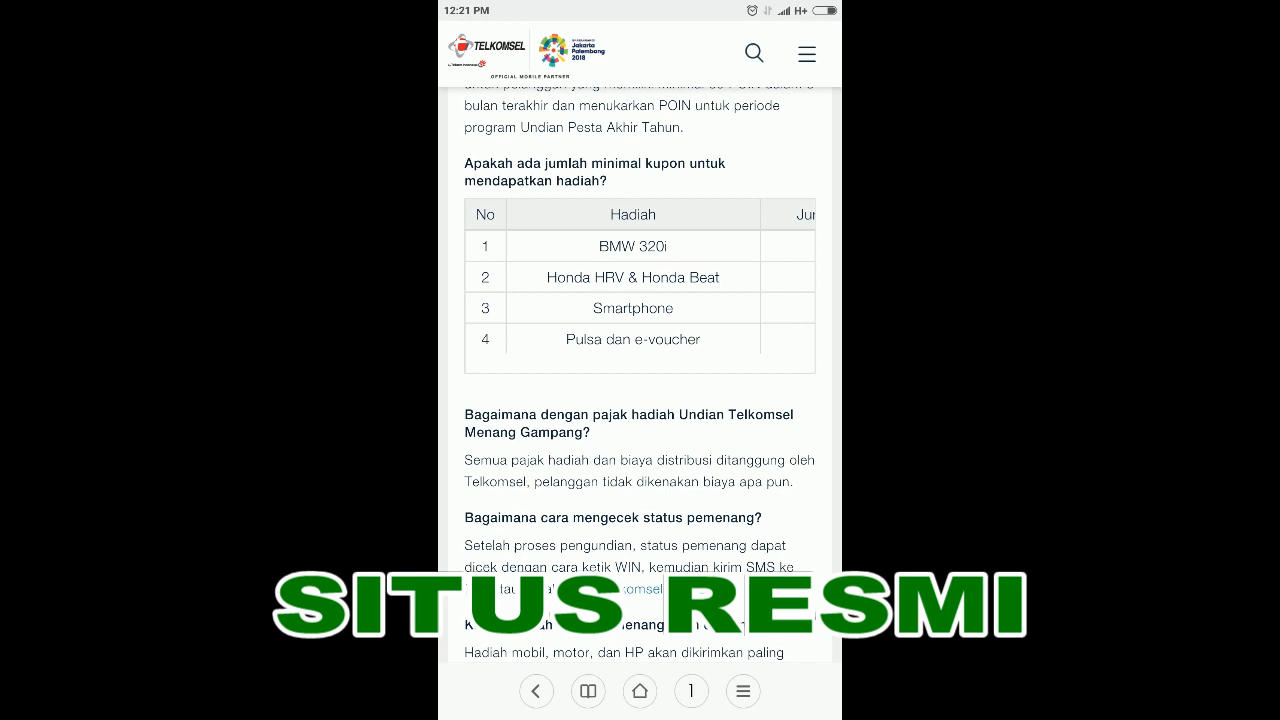 12:21 PM
H+
TELKOMSEL
Jakarta
Palembang
2018
OFFICIAL MOBILE PARTNER
bulan terakhir dan menukarkan POIN untuk periode
program Undian Pesta Akhir Tahun.
Apakah ada jumlah minimal kupon untuk
mendapatkan hadiah?
No Hadiah
1 BMW 320i
2 Honda HRV & Honda Beat
3 Smartphone
4 Pulsa dan e-voucher
Bagaimana dengan pajak hadiah Undian Telkomsel
Menang Gampang?
Semua pajak hadiah dan biaya distribusi ditanggung oleh
Telkomsel, pelanggan tidak dikenakan biaya apa pun.
Bagaimana cara mengecek status pemenang?
Setelah proses pengundian, status pemenang dapat
dicek dengan cara ketik WIN, kemudian kirim SMS ke
SITUS RESMI
Hadiah mobil, motor, dan HP akan dikirimkan paling
1